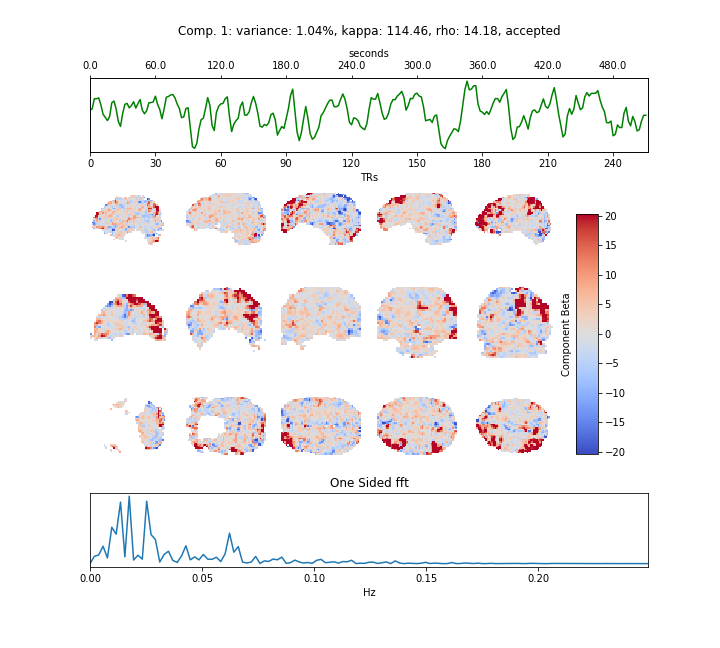 Comp. 1: variance: 1.04%, kappa: 114.46, rho: 14.18, accepted
seconds
0.0 60.0 120.0 180.0 240.0 300.0 360.0 420.0 480.0
0 30 60 90 120 150 180 210 240
TRs
20
15
10
5
0
−5
−10
−15
−20
Component Beta
One Sided fft
0.00 0.05 0.10 0.15 0.20
Hz